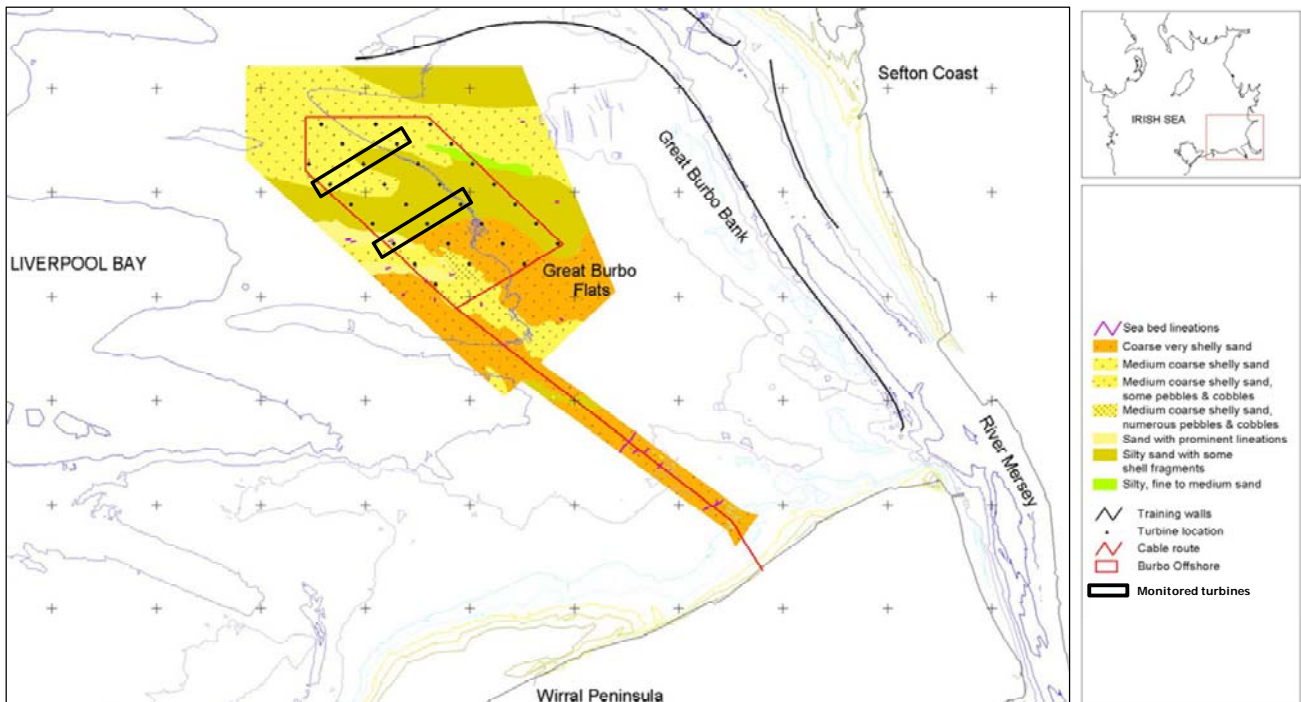 Sefton Coast
IRISH SEA
Great Burbo Bank
LIVERPOOL BAY
Great Burbo
Flats
River Mersey
Wirral Peninsula
Sea bed lineations
Coarse very shelly sand
Medium coarse shelly sand
Medium coarse shelly sand,
some pebbles & cobbles
Medium coarse shelly sand,
numerous pebbles & cobbles
Sand with prominent lineations
Silty sand with some
shell fragments
Silty, fine to medium sand
Training walls
Turbine location
Cable route
Burbo Offshore
Monitored turbines